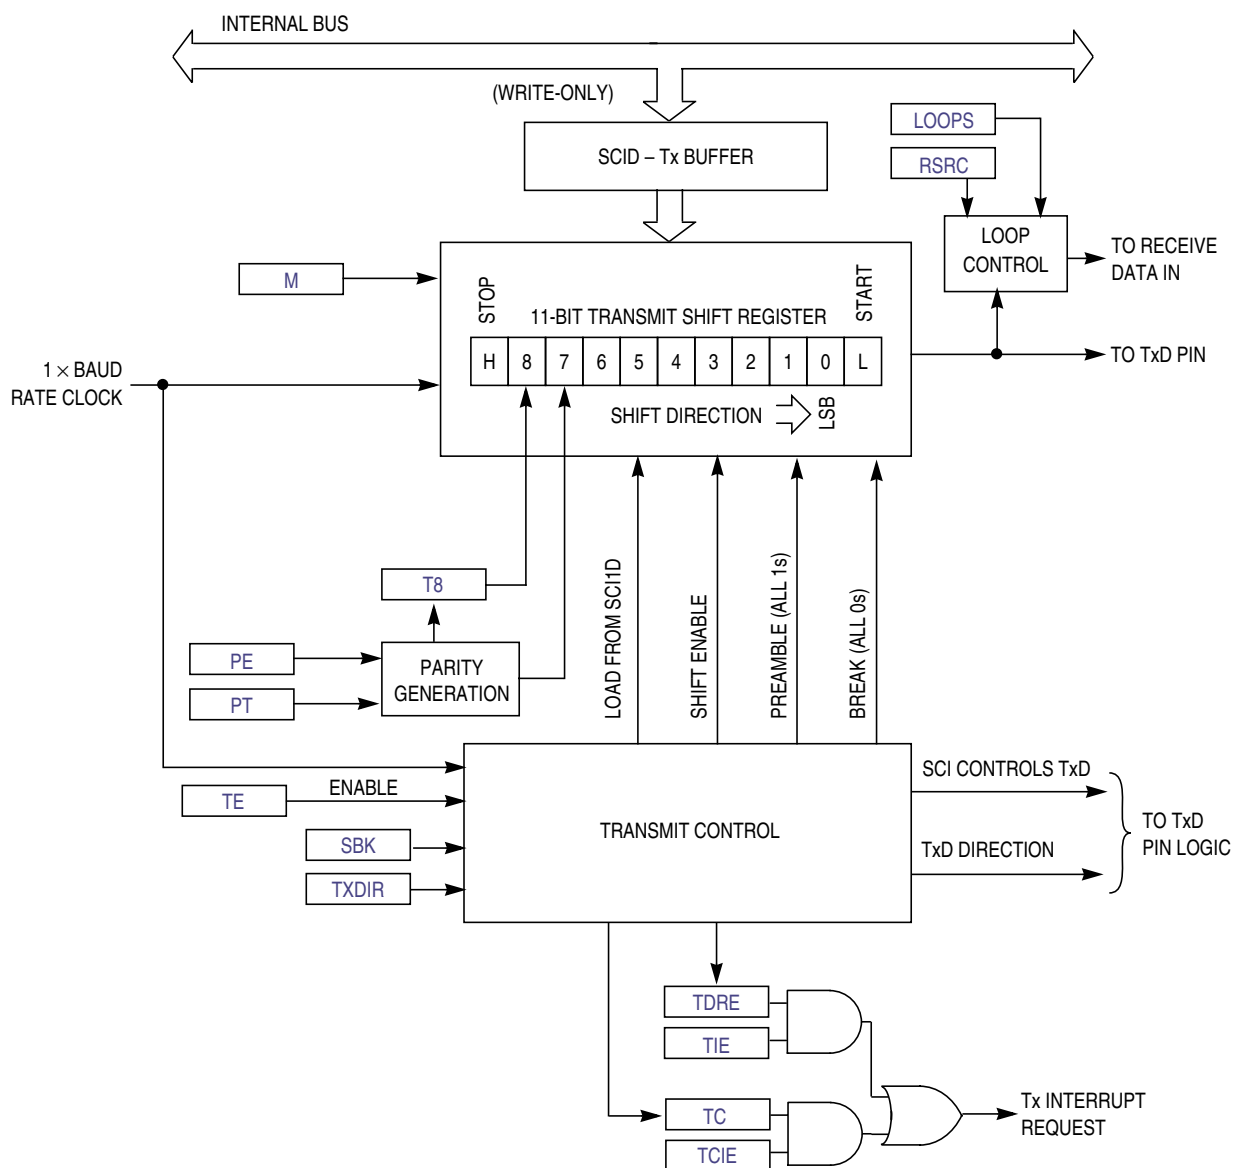 INTERNAL BUS
(WRITE-ONLY)
SCID – Tx BUFFER
LOOPS
RSRC
LOOP
CONTROL
TO RECEIVE
DATA IN
M
STOP
START
11-BIT TRANSMIT SHIFT REGISTER
H 8 7 6 5 4 3 2 1 0 L
SHIFT DIRECTION
LSB
TO TxD PIN
1 × BAUD
RATE CLOCK
T8
PE
PT
PARITY
GENERATION
LOAD FROM SCI1D
SHIFT ENABLE
PREAMBLE (ALL 1s)
BREAK (ALL 0s)
TE
ENABLE
SBK
TXDIR
TRANSMIT CONTROL
SCI CONTROLS TxD
TxD DIRECTION
TO TxD
PIN LOGIC
TDRE
TIE
TC
TCIE
Tx INTERRUPT
REQUEST